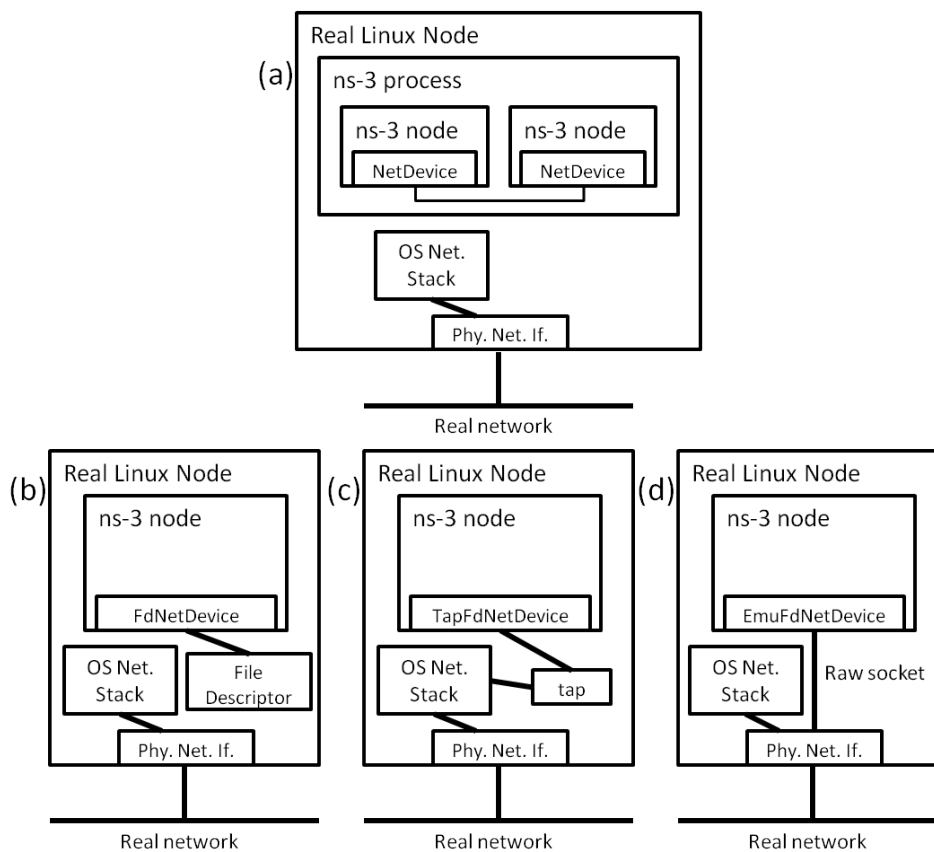 Real Linux Node
(a)
ns-3 process
ns-3 node
NetDevice
ns-3 node
NetDevice
OS Net.
Stack
Phy. Net. If.
Real network
(b)
Real Linux Node
ns-3 node
FdNetDevice
OS Net.
Stack
File
Descriptor
Phy. Net. If.
Real network
(c)
Real Linux Node
ns-3 node
TapFdNetDevice
OS Net.
Stack
tap
Phy. Net. If.
Real network
(d)
Real Linux Node
ns-3 node
EmuFdNetDevice
OS Net.
Stack
Raw socket
Phy. Net. If.
Real network